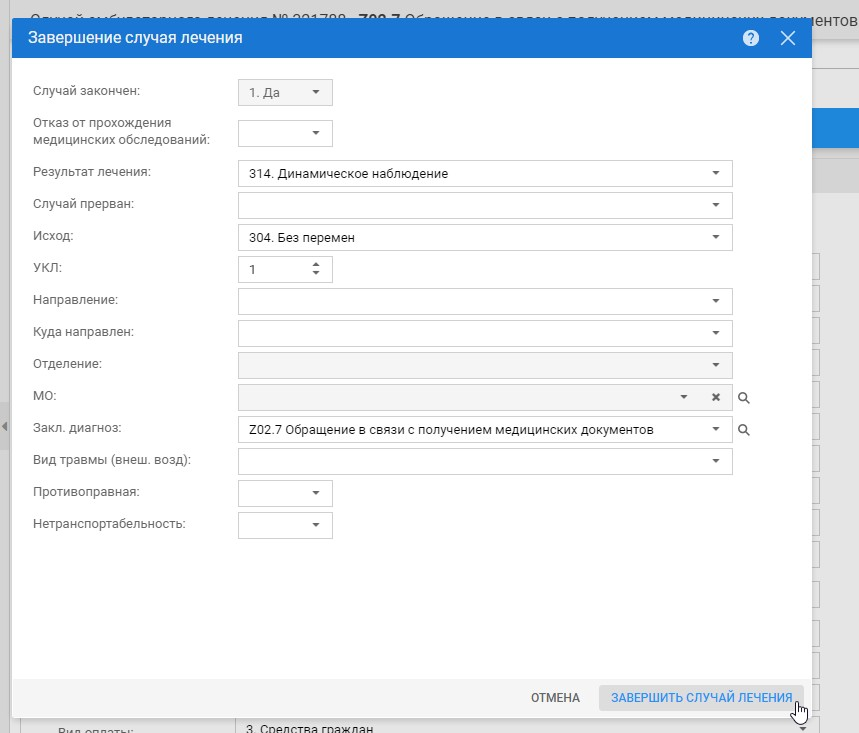 Случай амбулаторного лечения № 221788 - Z02.7 Обращение в связи с получением медицинских документов
Завершение случая лечения
Случай закончен: 1. Да
Отказ от прохождения
медицинских обследований:
Результат лечения: 314. Динамическое наблюдение
Случай прерван:
Исход: 304. Без перемен
УКЛ: 1
Направление:
Куда направлен:
Отделение:
МО:
Закл. диагноз: Z02.7 Обращение в связи с получением медицинских документов
Вид травмы (внеш. возд):
Противоправная:
Нетранспортабельность:
ОТМЕНА ЗАВЕРШИТЬ СЛУЧАЙ ЛЕЧЕНИЯ
Вид оплаты: 3. Средства граждан